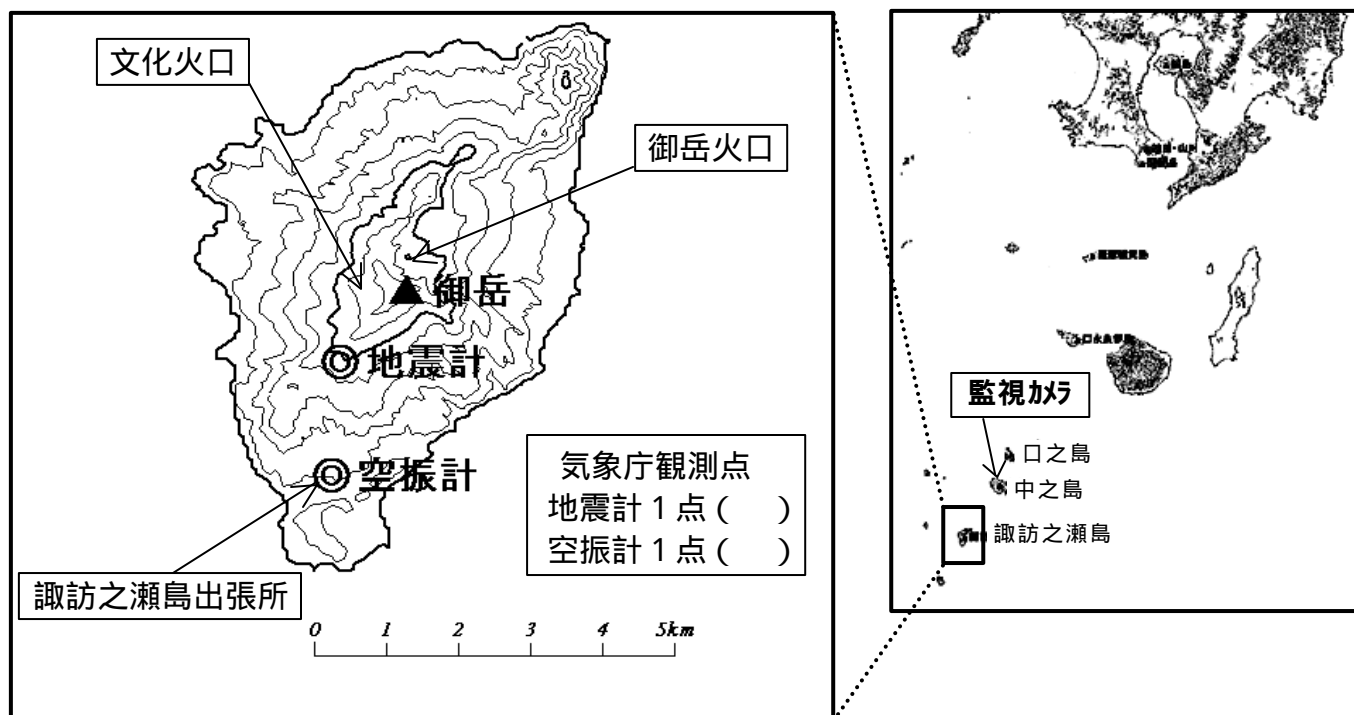 文化火口
御岳火口
御岳
地震計
空振計
気象庁観測点
地震計1点(　)
空振計1点(　)
諏訪之瀬島出張所
0 1 2 3 4 5km
監視カメラ
口之島
中之島
諏訪之瀬島